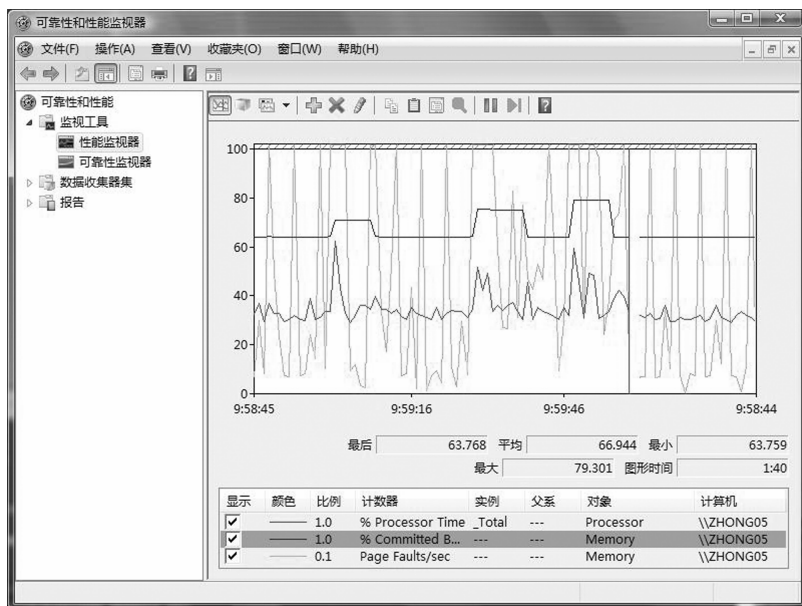 可靠性和性能监视器
文件(F) 操作(A) 查看(V) 收藏夹(O) 窗口(W) 帮助(H)
可靠性和性能
监视工具
性能监视器
可靠性监视器
数据收集器集
报告
100
80
60
40
20
0
9:58:45 9:59:16 9:59:46 9:58:44
最后 63.768 平均 66.944 最小 63.759
最大 79.301 图形时间 1:40
显示 颜色 比例 计数器 实例 父系 对象 计算机
1.0 % Processor Time _Total --- Processor \\ZHONG05
1.0 % Committed B... --- --- Memory \\ZHONG05
0.1 Page Faults/sec --- --- Memory \\ZHONG05